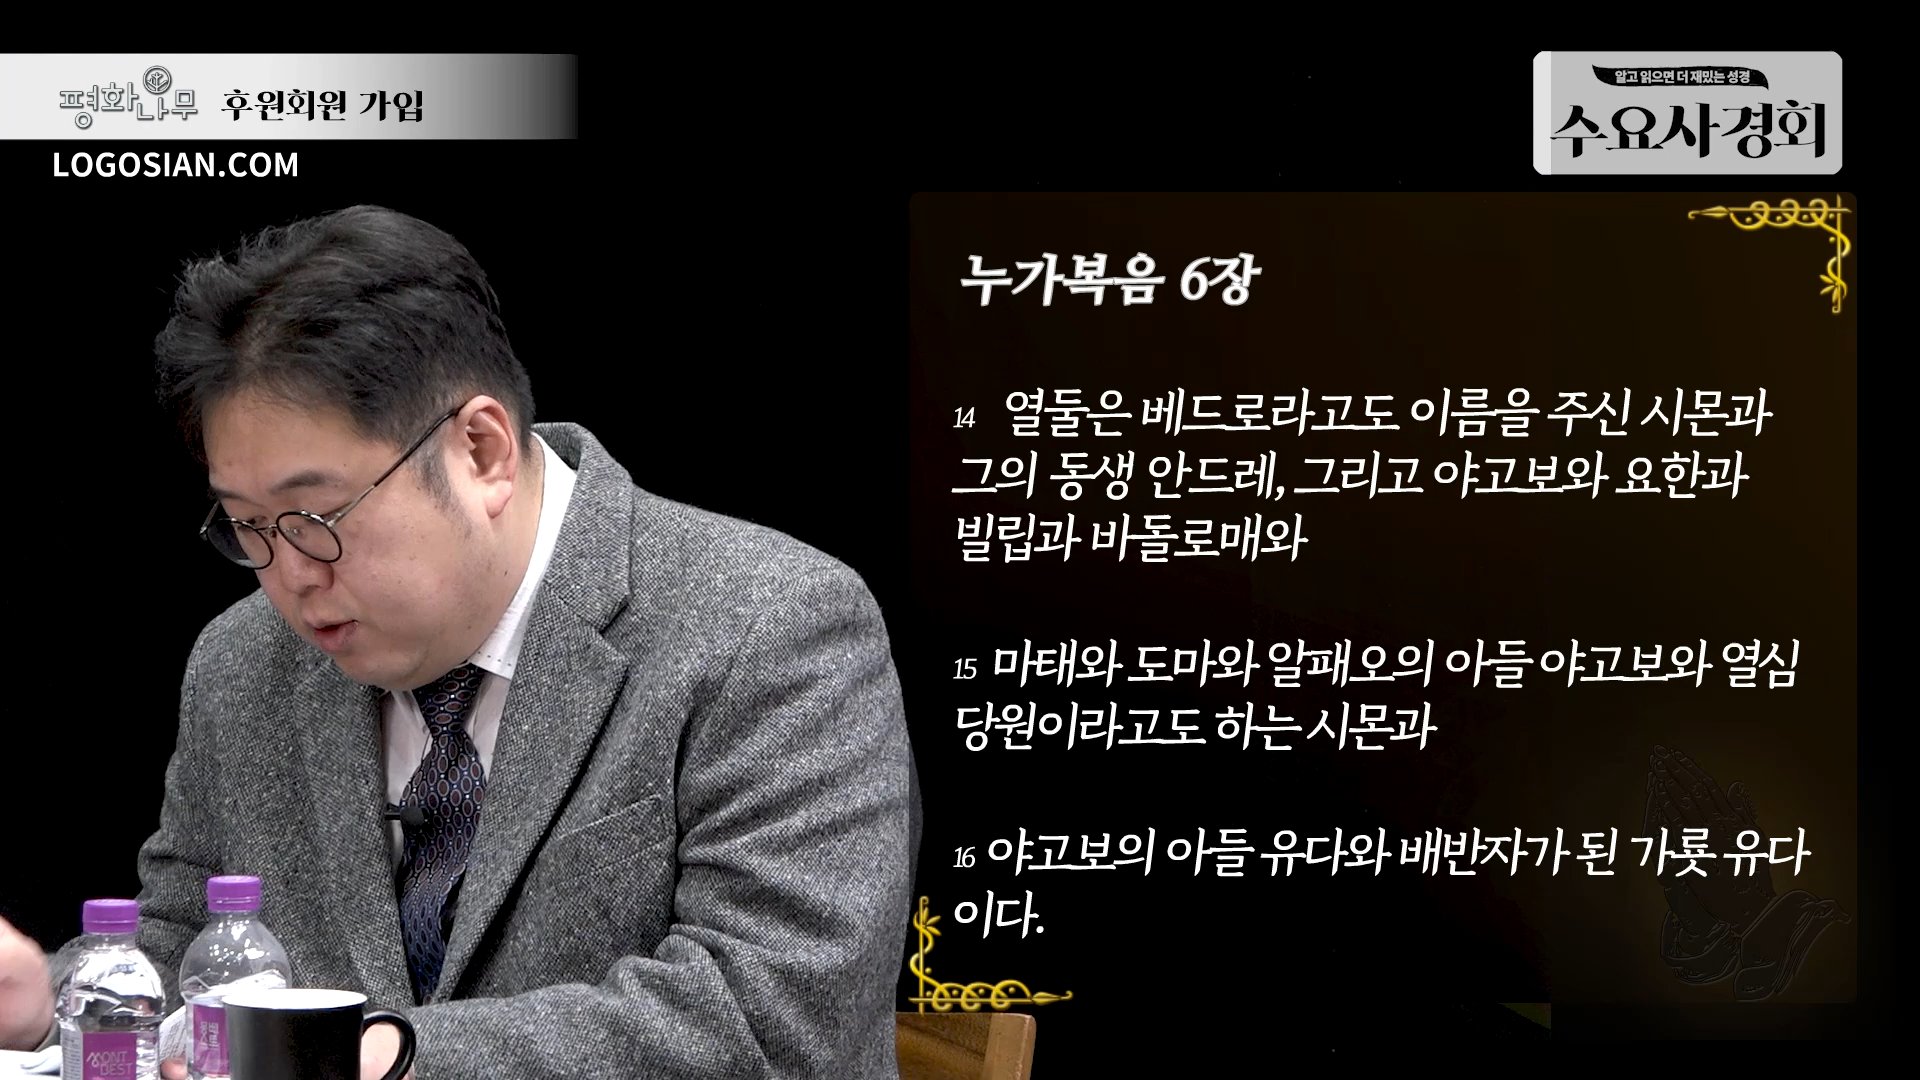 평화나무 후원회원 가입
LOGOSIAN.COM
알고 읽으면 더 재밌는 성경
수요사경회
누가복음 6장
14 열둘은 베드로라고도 이름을 주신 시몬과
그의 동생 안드레, 그리고 야고보와 요한과
빌립과 바돌로매와
15 마태와 도마와 알패오의 아들 야고보와 열심
당원이라고도 하는 시몬과
16 야고보의 아들 유다와 배반자가 된 가룟 유다
이다.
MONT
DEST